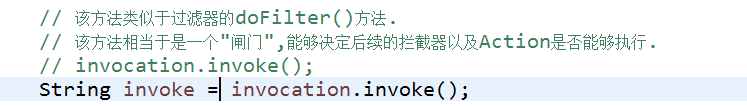 // 该方法类似于过滤器的doFilter()方法.
// 该方法相当于是一个"闸门",能够决定后续的拦截器以及Action是否能够执行.
// invocation.invoke();
String invoke = invocation.invoke();